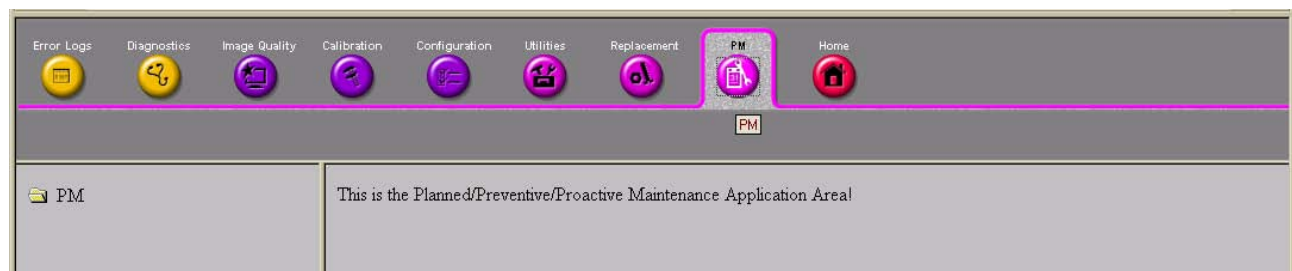 Error Logs
Diagnostics
Image Quality
Calibration
Configuration
Utilities
Replacement
PM
Home
PM
PM
This is the Planned/Preventive/Proactive Maintenance Application Area!